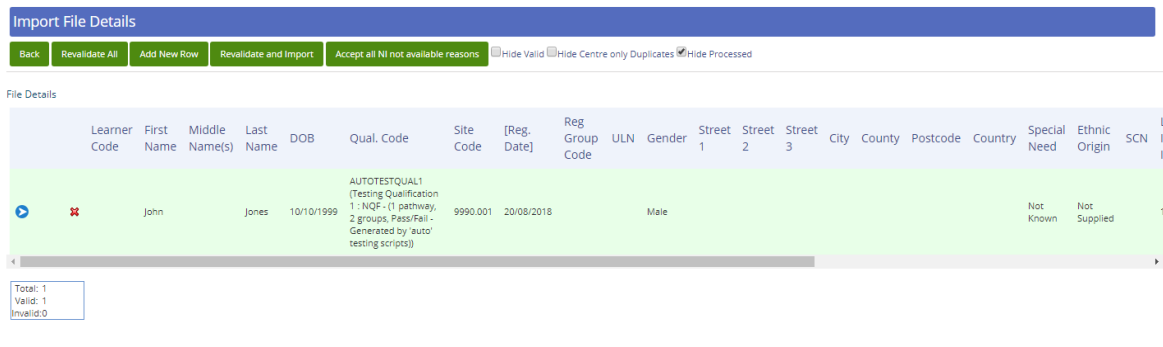 Import File Details
Back Revalidate All Add New Row Revalidate and Import Accept all NI not available reasons Hide Valid Hide Centre only Duplicates Hide Processed
File Details
Learner Code First Name Middle Name(s) Last Name DOB Qual. Code Site Code [Reg. Date] Reg Group Code ULN Gender Street 1 Street 2 Street 3 City County Postcode Country Special Need Ethnic Origin SCN
John Jones 10/10/1999 AUTOTESTQUAL1
(Testing Qualification
1 : NQF - (1 pathway,
2 groups, Pass/Fail -
Generated by 'auto'
testing scripts))
9990.001 20/08/2018 Male Not Known Not Supplied
Total: 1
Valid: 1
Invalid:0